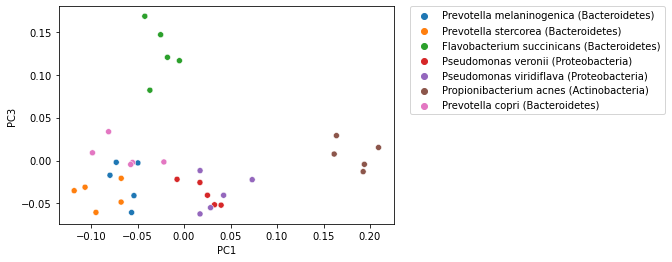 0.15
0.10
0.05
0.00
−0.05
PC3
−0.10
−0.05
0.00
0.05
0.10
0.15
0.20
PC1
Prevotella melaninogenica (Bacteroidetes)
Prevotella stercorea (Bacteroidetes)
Flavobacterium succinicans (Bacteroidetes)
Pseudomonas veronii (Proteobacteria)
Pseudomonas viridiflava (Proteobacteria)
Propionibacterium acnes (Actinobacteria)
Prevotella copri (Bacteroidetes)